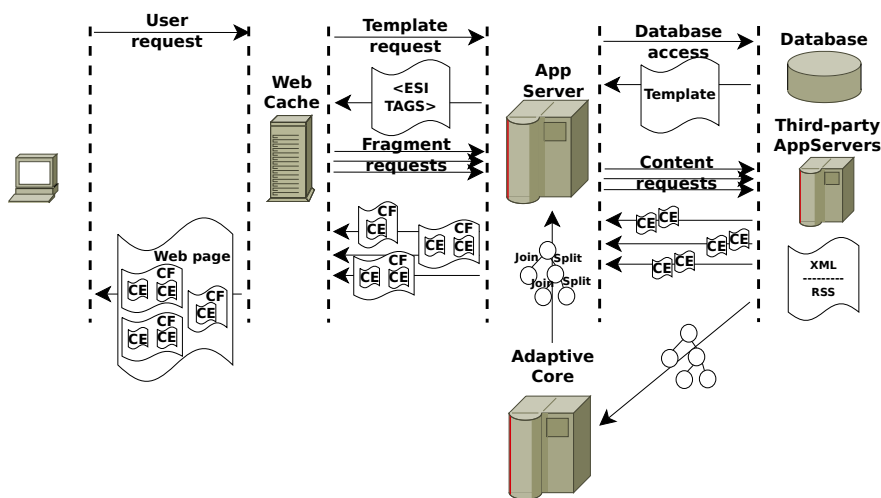 User
request
Template
request
Database
access
Database
Web
Cache
<ESI
TAGS>
App
Server
Template
Third-party
AppServers
Fragment
requests
Content
requests
CF
CE
CF
CE
CE
CF
CE
CE
CE
CE
CE
CE
CE
CE
Join
Split
Join
Split
XML
--------
RSS
Web page
CF
CE
CE
CF
CE
CF
CE
CE
Adaptive
Core